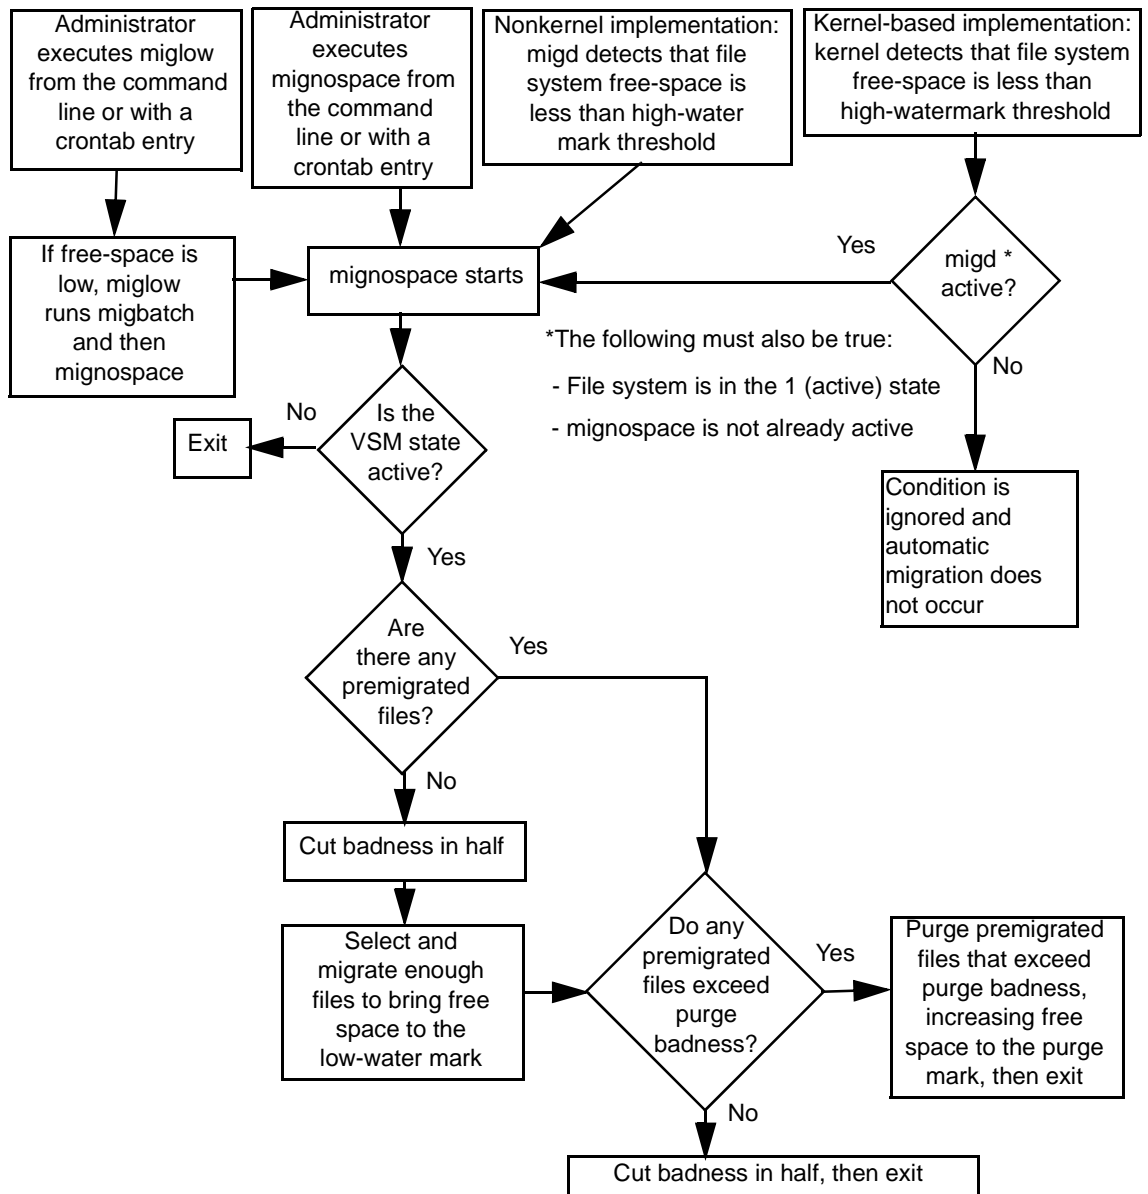 Administrator
executes miglow
from the command
line or with a
crontab entry
Administrator
executes
mignospace from
the command
line or with a
crontab entry
Nonkernel implementation:
migd detects that file
system free-space is
less than high-water
mark threshold
Kernel-based implementation:
kernel detects that file system
free-space is less than
high-watermark threshold
If free-space is
low, miglow
runs migbatch
and then
mignospace
mignospace starts
Yes
migd *
active?
No
*The following must also be true:
- File system is in the 1 (active) state
- mignospace is not already active
No
Exit
Is the
VSM state
active?
Condition is
ignored and
automatic
migration does
not occur
Yes
Are
there any
premigrated
files?
Yes
No
Cut badness in half
Select and
migrate enough
files to bring free
space to the
low-water mark
Do any
premigrated
files exceed
purge
badness?
Yes
Purge premigrated
files that exceed
purge badness,
increasing free
space to the purge
mark, then exit
No
Cut badness in half, then exit